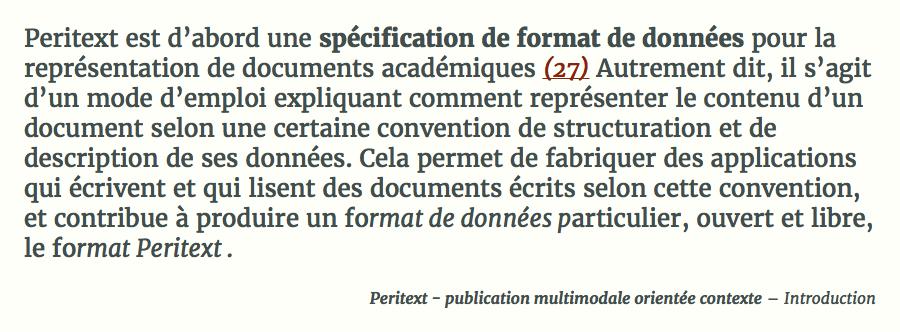 Peritext est d’abord une spécification de format de données pour la
représentation de documents académiques (27) Autrement dit, il s’agit
d’un mode d’emploi expliquant comment représenter le contenu d’un
document selon une certaine convention de structuration et de
description de ses données. Cela permet de fabriquer des applications
qui écrivent et qui lisent des documents écrits selon cette convention,
et contribue à produire un format de données particulier, ouvert et libre,
le format Peritext .
Peritext - publication multimodale orientée contexte – Introduction